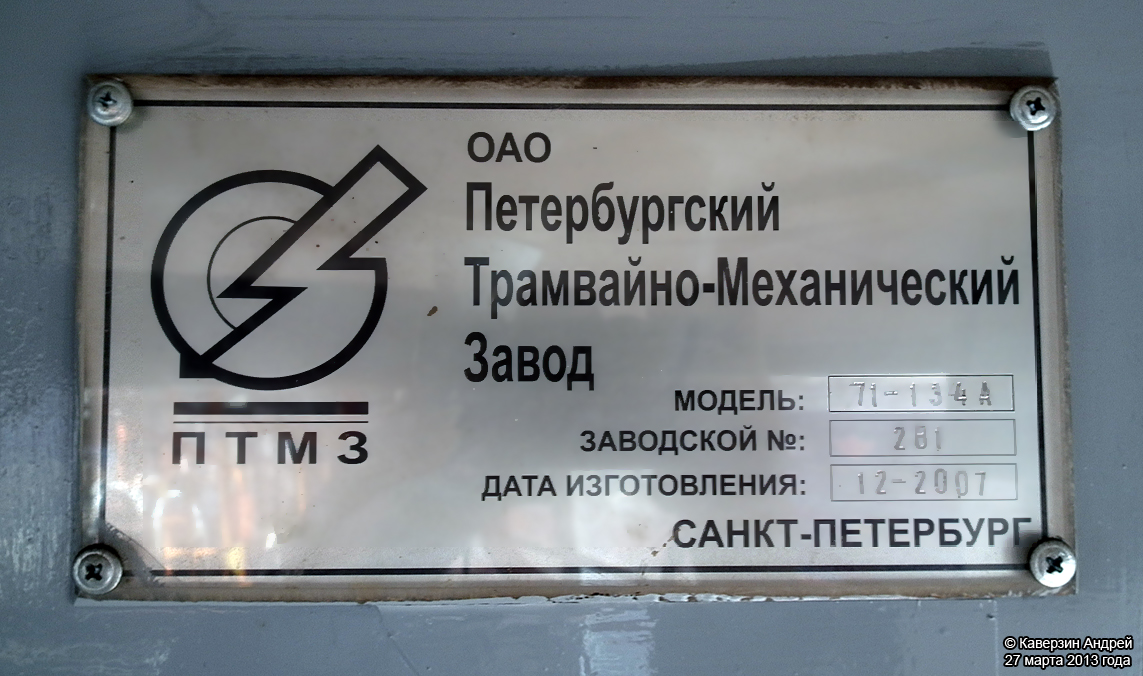 ОАО
Петербургский
Трамвайно-Механический
Завод
ПТМЗ
МОДЕЛЬ: 71-134А
ЗАВОДСКОЙ №: 281
ДАТА ИЗГОТОВЛЕНИЯ: 12-2007
САНКТ-ПЕТЕРБУРГ
© Каверзин Андрей
27 марта 2013 года